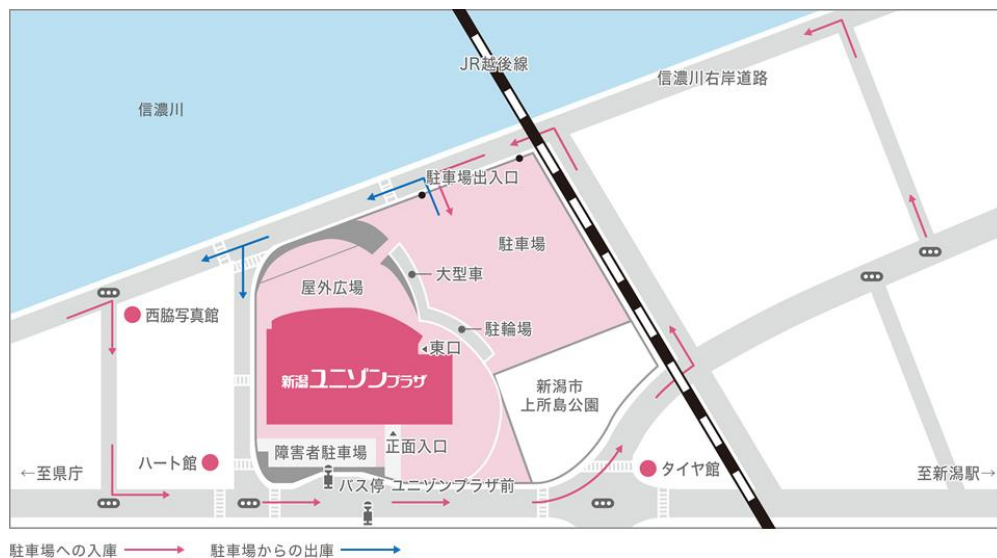 JR越後線
信濃川右岸道路
信濃川
駐車場出入口
駐車場
大型車
屋外広場
西脇写真館
駐輪場
◀東口
新潟ユニゾンプラザ
新潟市
上所島公園
障害者駐車場
▲
正面入口
ハート館
←至県庁
タイヤ館
至新潟駅→
バス停 ユニゾンプラザ前
駐車場への入庫
駐車場からの出庫